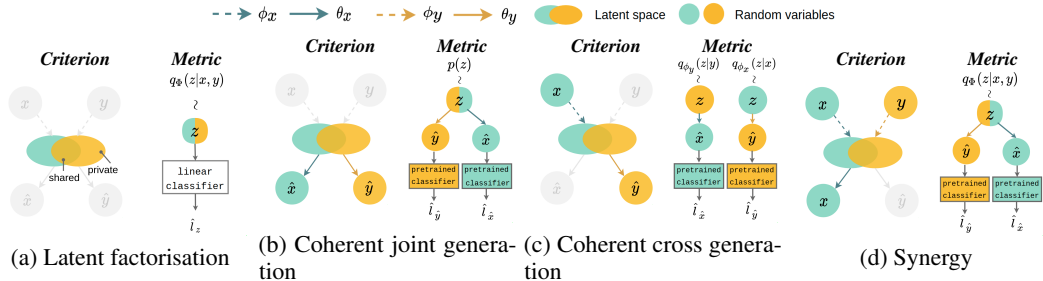 ϕx θx ϕy θy Latent space Random variables
Criterion Metric
qΦ(z|x, y)
~
x y
z
shared private
linear
classifier
x̂ ŷ
l̂z
(a) Latent factorisation
Criterion Metric
p(z)
~
x y
z
ŷ x̂
pretrained classifier pretrained classifier
x̂ ŷ
l̂ŷ l̂x̂
(b) Coherent joint genera-
tion
Criterion Metric
qϕy(z|y) qϕx(z|x)
~ ~
x y
z z
x̂ ŷ
pretrained classifier pretrained classifier
x̂ ŷ
l̂x̂ l̂ŷ
(c) Coherent cross genera-
tion
Criterion Metric
qΦ(z|x, y)
~
x y
z
ŷ x̂
pretrained classifier pretrained classifier
x ŷ
l̂ŷ l̂x̂
(d) Synergy